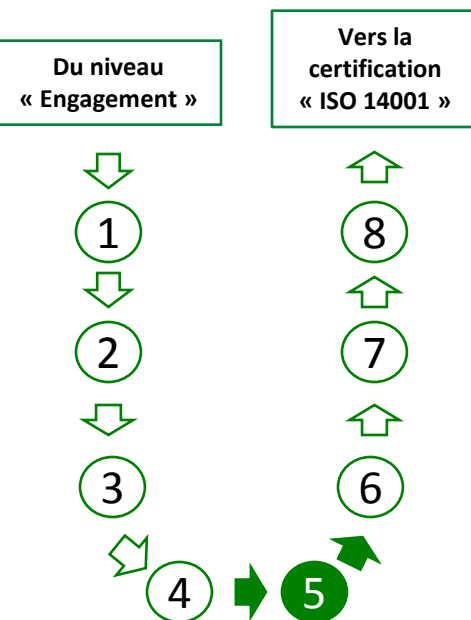 Du niveau
« Engagement »
Vers la
certification
« ISO 14001 »
1
2
3
4
5
6
7
8